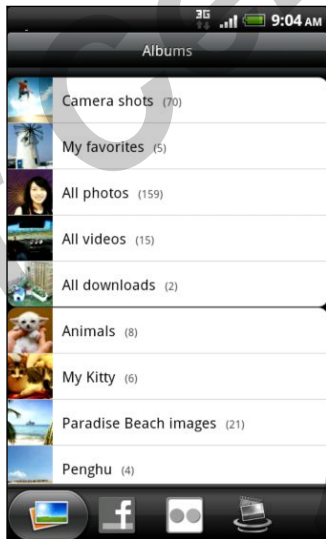 3G 9:04 AM
Albums
Camera shots (70)
My favorites (5)
All photos (159)
All videos (15)
All downloads (2)
Animals (8)
My Kitty (6)
Paradise Beach images (21)
Penghu (4)
f